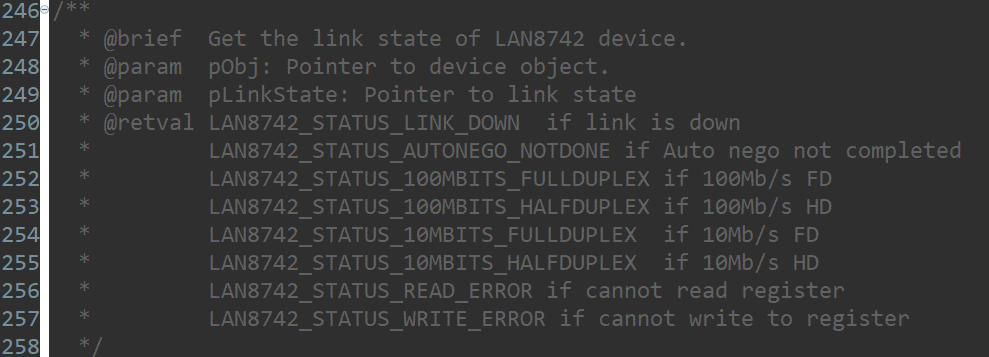 246 /**
247  * @brief  Get the link state of LAN8742 device.
248  * @param  pObj: Pointer to device object.
249  * @param  pLinkState: Pointer to link state
250  * @retval LAN8742_STATUS_LINK_DOWN  if link is down
251  *         LAN8742_STATUS_AUTONEGO_NOTDONE if Auto nego not completed
252  *         LAN8742_STATUS_100MBITS_FULLDUPLEX if 100Mb/s FD
253  *         LAN8742_STATUS_100MBITS_HALFDUPLEX if 100Mb/s HD
254  *         LAN8742_STATUS_10MBITS_FULLDUPLEX  if 10Mb/s FD
255  *         LAN8742_STATUS_10MBITS_HALFDUPLEX  if 10Mb/s HD
256  *         LAN8742_STATUS_READ_ERROR if cannot read register
257  *         LAN8742_STATUS_WRITE_ERROR if cannot write to register
258  */